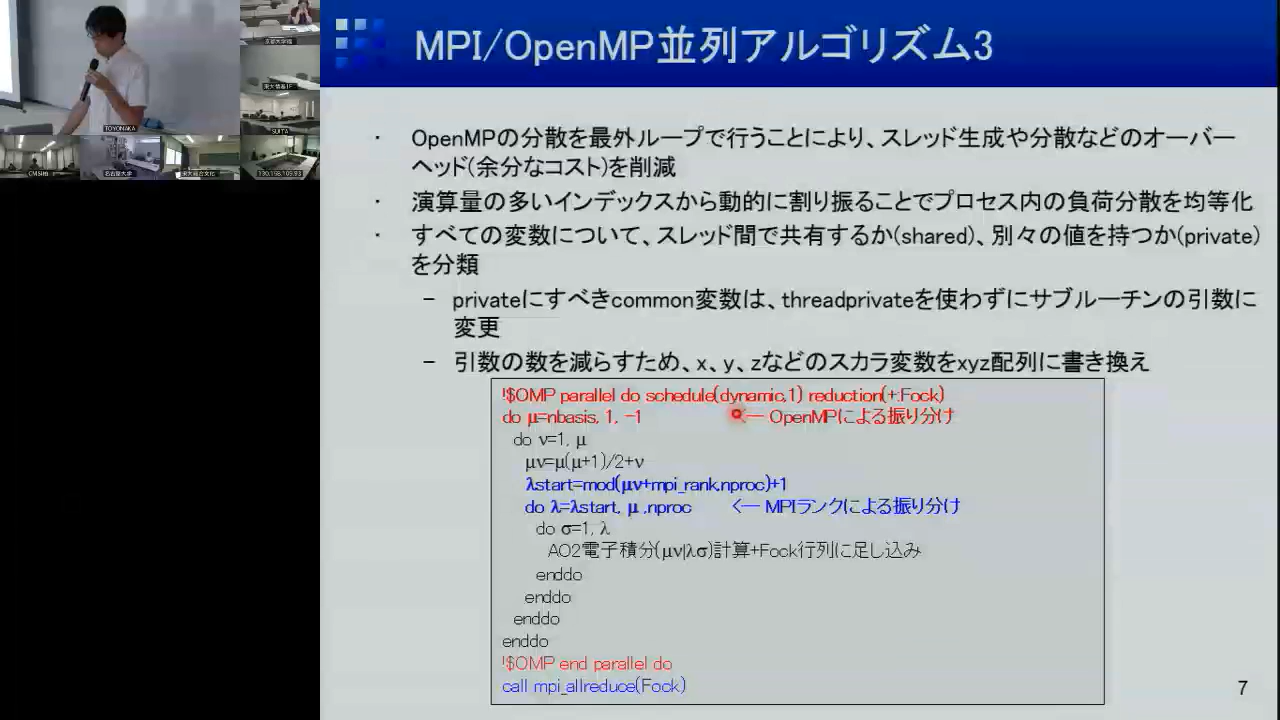 MPI/OpenMP並列アルゴリズム3
・ OpenMPの分散を最外ループで行うことにより、スレッド生成や分散などのオーバー
ヘッド(余分なコスト)を削減
・ 演算量の多いインデックスから動的に割り振ることでプロセス内の負荷分散を均等化
・ すべての変数について、スレッド間で共有するか(shared)、別々の値を持つか(private)
を分類
– privateにすべきcommon変数は、threadprivateを使わずにサブルーチンの引数に
変更
– 引数の数を減らすため、x、y、zなどのスカラ変数をxyz配列に書き換え
!$OMP parallel do schedule(dynamic,1) reduction(+:Fock)
do μ=nbasis, 1, -1 <-- OpenMPによる振り分け
do ν=1, μ
μν=μ(μ+1)/2+ν
λstart=mod(μν+mpi_rank,nproc)+1
do λ=λstart, μ ,nproc <-- MPIランクによる振り分け
do σ=1, λ
AO2電子積分(μν|λσ)計算+Fock行列に足し込み
enddo
enddo
enddo
enddo
!$OMP end parallel do
call mpi_allreduce(Fock)
7
TOYONAKA
SUITA
CMSI柏
名古屋大学